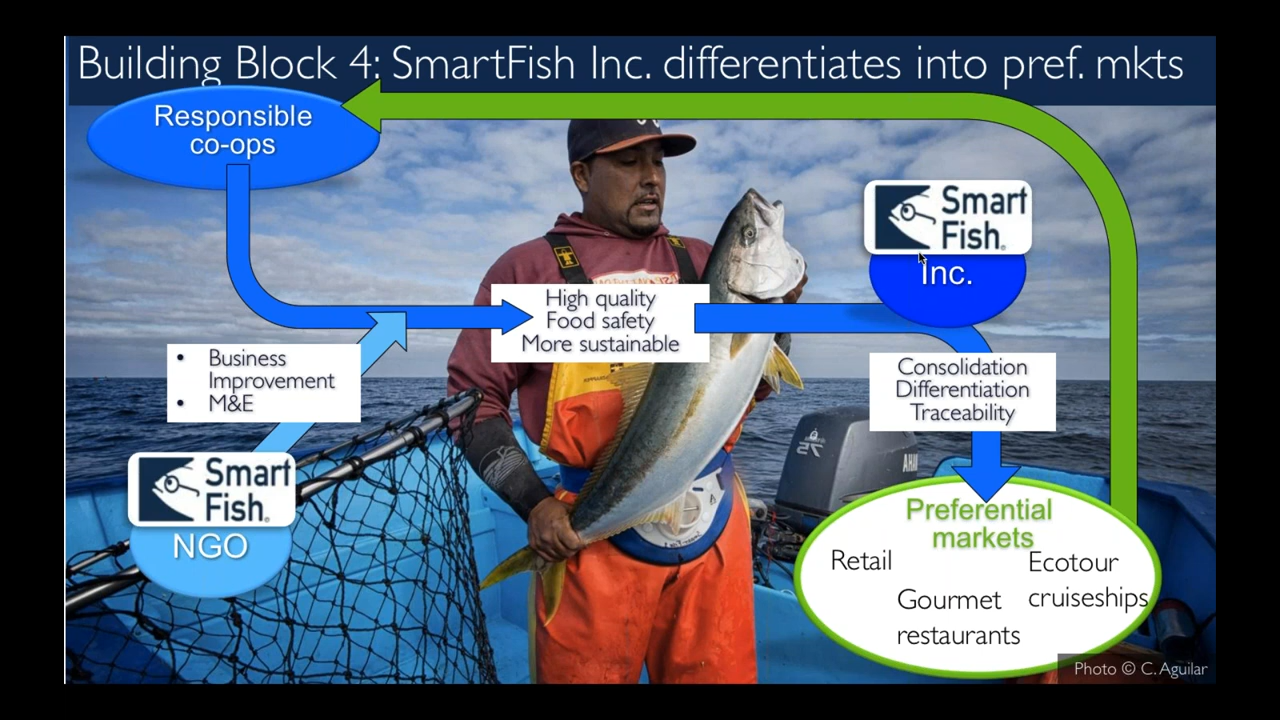 Building Block 4: SmartFish Inc. differentiates into pref. mkts
Responsible
co-ops
Smart
Fish®
Inc.
High quality
Food safety
More sustainable
• Business
Improvement
• M&E
Consolidation
Differentiation
Traceability
Smart
Fish®
NGO
Preferential
markets
Retail
Ecotour
cruiseships
Gourmet
restaurants
Photo © C. Aguilar